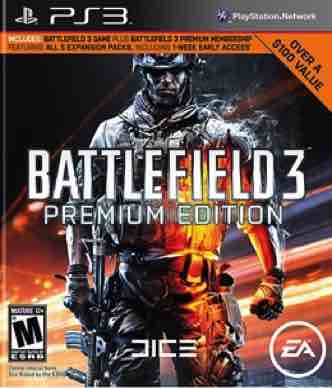 PS3
PlayStation Network
INCLUDES: BATTLEFIELD 3 GAME PLUS BATTLEFIELD 3 PREMIUM MEMBERSHIP
FEATURING ALL 5 EXPANSION PACKS, INCLUDING 1-WEEK EARLY ACCESS*
OVER A
$100 VALUE
BATTLEFIELD 3
PREMIUM EDITION
MATURE 17+
M
ESRB
DICE
EA